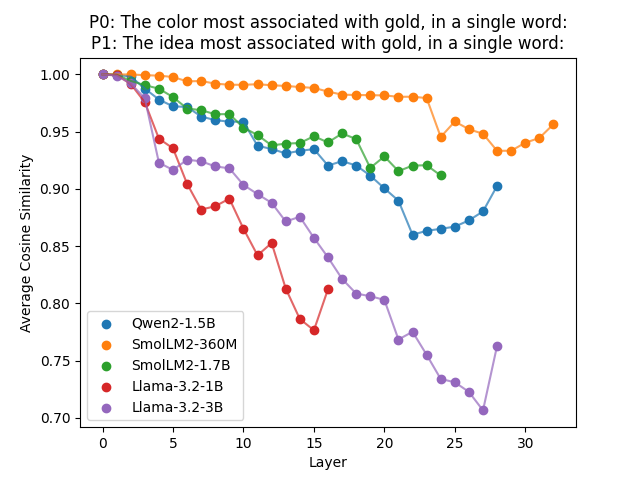 P0: The color most associated with gold, in a single word:
P1: The idea most associated with gold, in a single word:
1.00
0.95
0.90
0.85
0.80
0.75
0.70
Average Cosine Similarity
Qwen2-1.5B
SmolLM2-360M
SmolLM2-1.7B
Llama-3.2-1B
Llama-3.2-3B
0 5 10 15 20 25 30
Layer